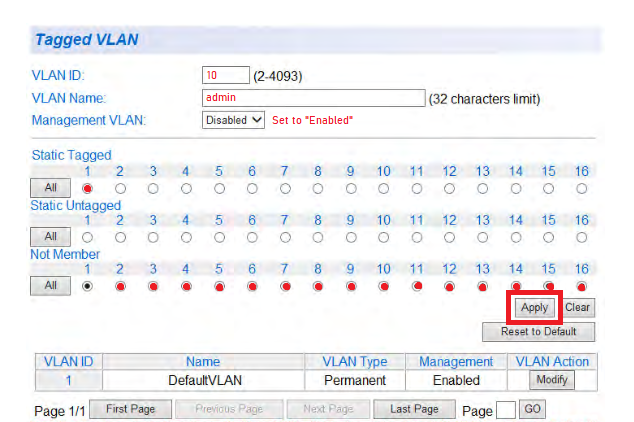 Tagged VLAN
VLAN ID: 10 (2-4093)
VLAN Name: admin (32 characters limit)
Management VLAN: Disabled Set to "Enabled"
Static Tagged
1 2 3 4 5 6 7 8 9 10 11 12 13 14 15 16
All
Static Untagged
1 2 3 4 5 6 7 8 9 10 11 12 13 14 15 16
All
Not Member
1 2 3 4 5 6 7 8 9 10 11 12 13 14 15 16
All
Apply Clear
Reset to Default
VLAN ID Name VLAN Type Management VLAN Action
1 DefaultVLAN Permanent Enabled Modify
Page 1/1 First Page Previous Page Next Page Last Page Page GO